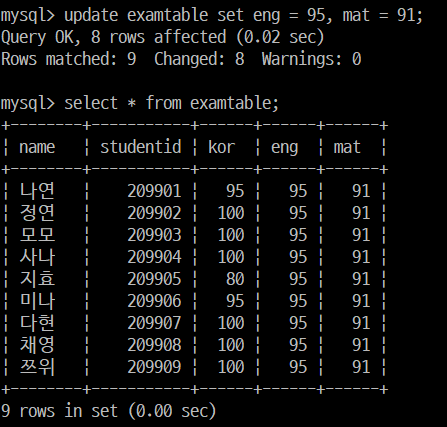 mysql> update examtable set eng = 95, mat = 91;
Query OK, 8 rows affected (0.02 sec)
Rows matched: 9  Changed: 8  Warnings: 0

mysql> select * from examtable;
+--------+-----------+------+------+------+
¦ name   ¦ studentid ¦ kor  ¦ eng  ¦ mat  ¦
+--------+-----------+------+------+------+
¦ 나연   ¦    209901 ¦   95 ¦   95 ¦   91 ¦
¦ 정연   ¦    209902 ¦  100 ¦   95 ¦   91 ¦
¦ 모모   ¦    209903 ¦  100 ¦   95 ¦   91 ¦
¦ 사나   ¦    209904 ¦  100 ¦   95 ¦   91 ¦
¦ 지효   ¦    209905 ¦   80 ¦   95 ¦   91 ¦
¦ 미나   ¦    209906 ¦   95 ¦   95 ¦   91 ¦
¦ 다현   ¦    209907 ¦  100 ¦   95 ¦   91 ¦
¦ 채영   ¦    209908 ¦  100 ¦   95 ¦   91 ¦
¦ 쯔위   ¦    209909 ¦  100 ¦   95 ¦   91 ¦
+--------+-----------+------+------+------+
9 rows in set (0.00 sec)